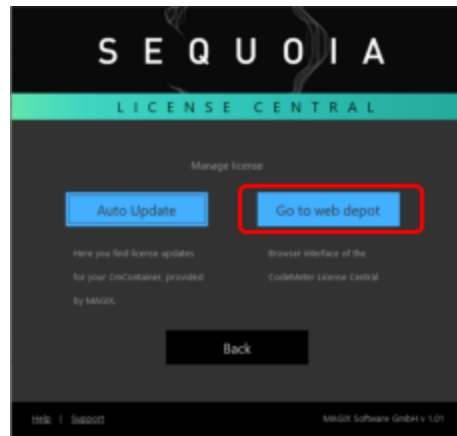 SEQUOIA
LICENSE CENTRAL
Manage license
Auto Update
Go to web depot
Here you find license updates
for your CmContainer, provided
by MAGIX.
Browser interface of the
CodeMeter License Central
Back
Help | Support
MAGIX Software GmbH v 1.01